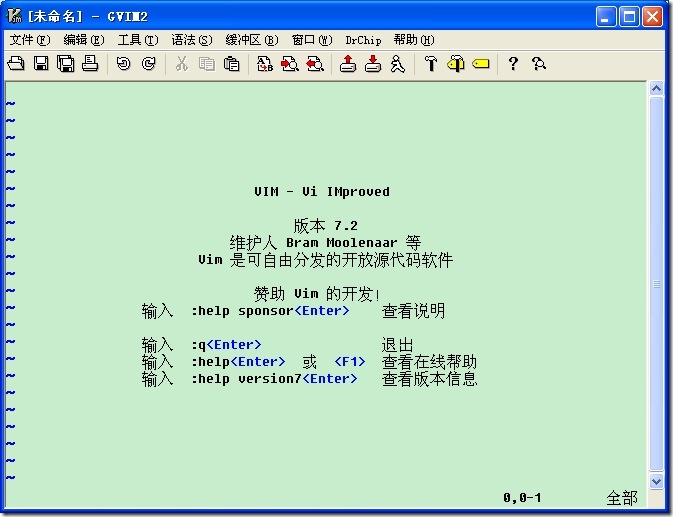 [未命名] - GVIM2
文件(F) 编辑(E) 工具(T) 语法(S) 缓冲区(B) 窗口(W) DrChip 帮助(H)
~
~
~
~
~
VIM - Vi IMproved
~
~
版本 7.2
~
维护人 Bram Moolenaar 等
~
Vim 是可自由分发的开放源代码软件
~
~
赞助 Vim 的开发!
~
输入 :help sponsor<Enter> 查看说明
~
~
输入 :q<Enter> 退出
~
输入 :help<Enter> 或 <F1> 查看在线帮助
~
输入 :help version7<Enter> 查看版本信息
~
~
~
~
~
~
0,0-1 全部